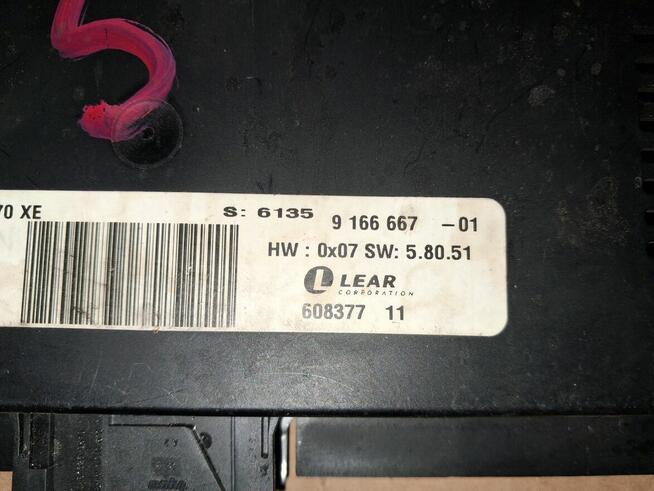 5
70 XE
S: 6135
9 166 667 -01
HW : 0x07 SW: 5.80.51
LEAR
CORPORATION
608377 11